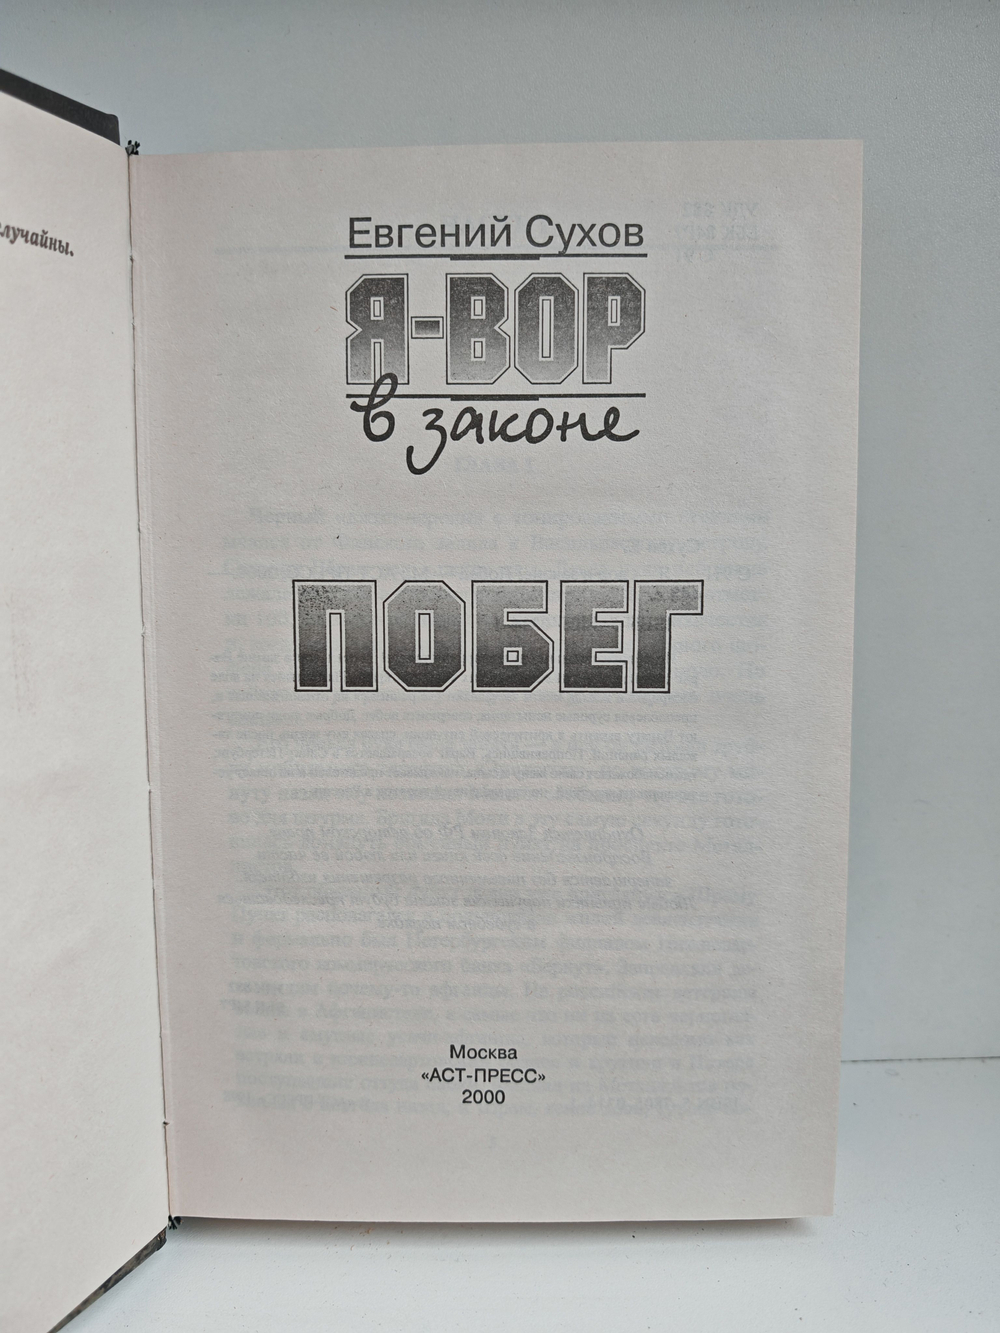 случайны.
Евгений Сухов
Я-ВОР
в законе
ПОБЕГ
Москва
«АСТ-ПРЕСС»
2000